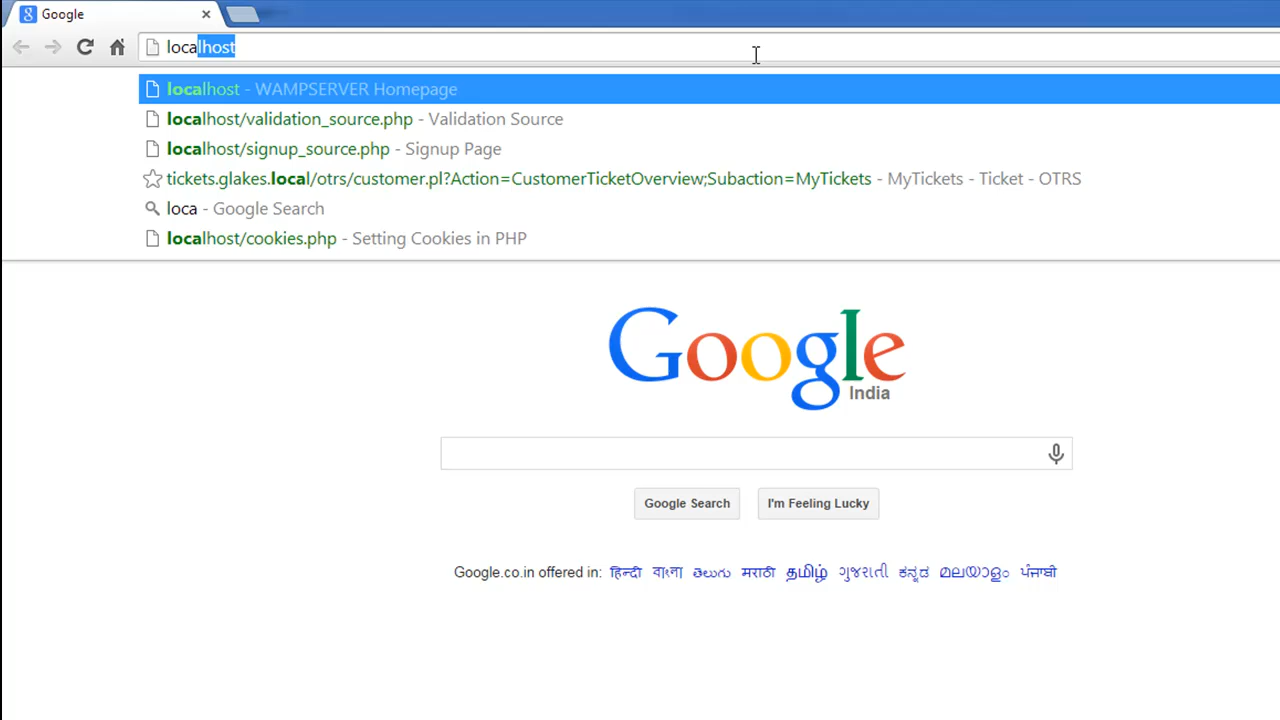 Google
localhost
localhost - WAMPSERVER Homepage
localhost/validation_source.php - Validation Source
localhost/signup_source.php - Signup Page
tickets.glakes.local/otrs/customer.pl?Action=CustomerTicketOverview;Subaction=MyTickets - MyTickets - Ticket - OTRS
loca - Google Search
localhost/cookies.php - Setting Cookies in PHP
Google
India
Google Search I'm Feeling Lucky
Google.co.in offered in: हिन्दी বাংলা తెలుగు मराठी தமிழ் ગુજરાતી ಕನ್ನಡ മലയാളം ਪੰਜਾਬੀ